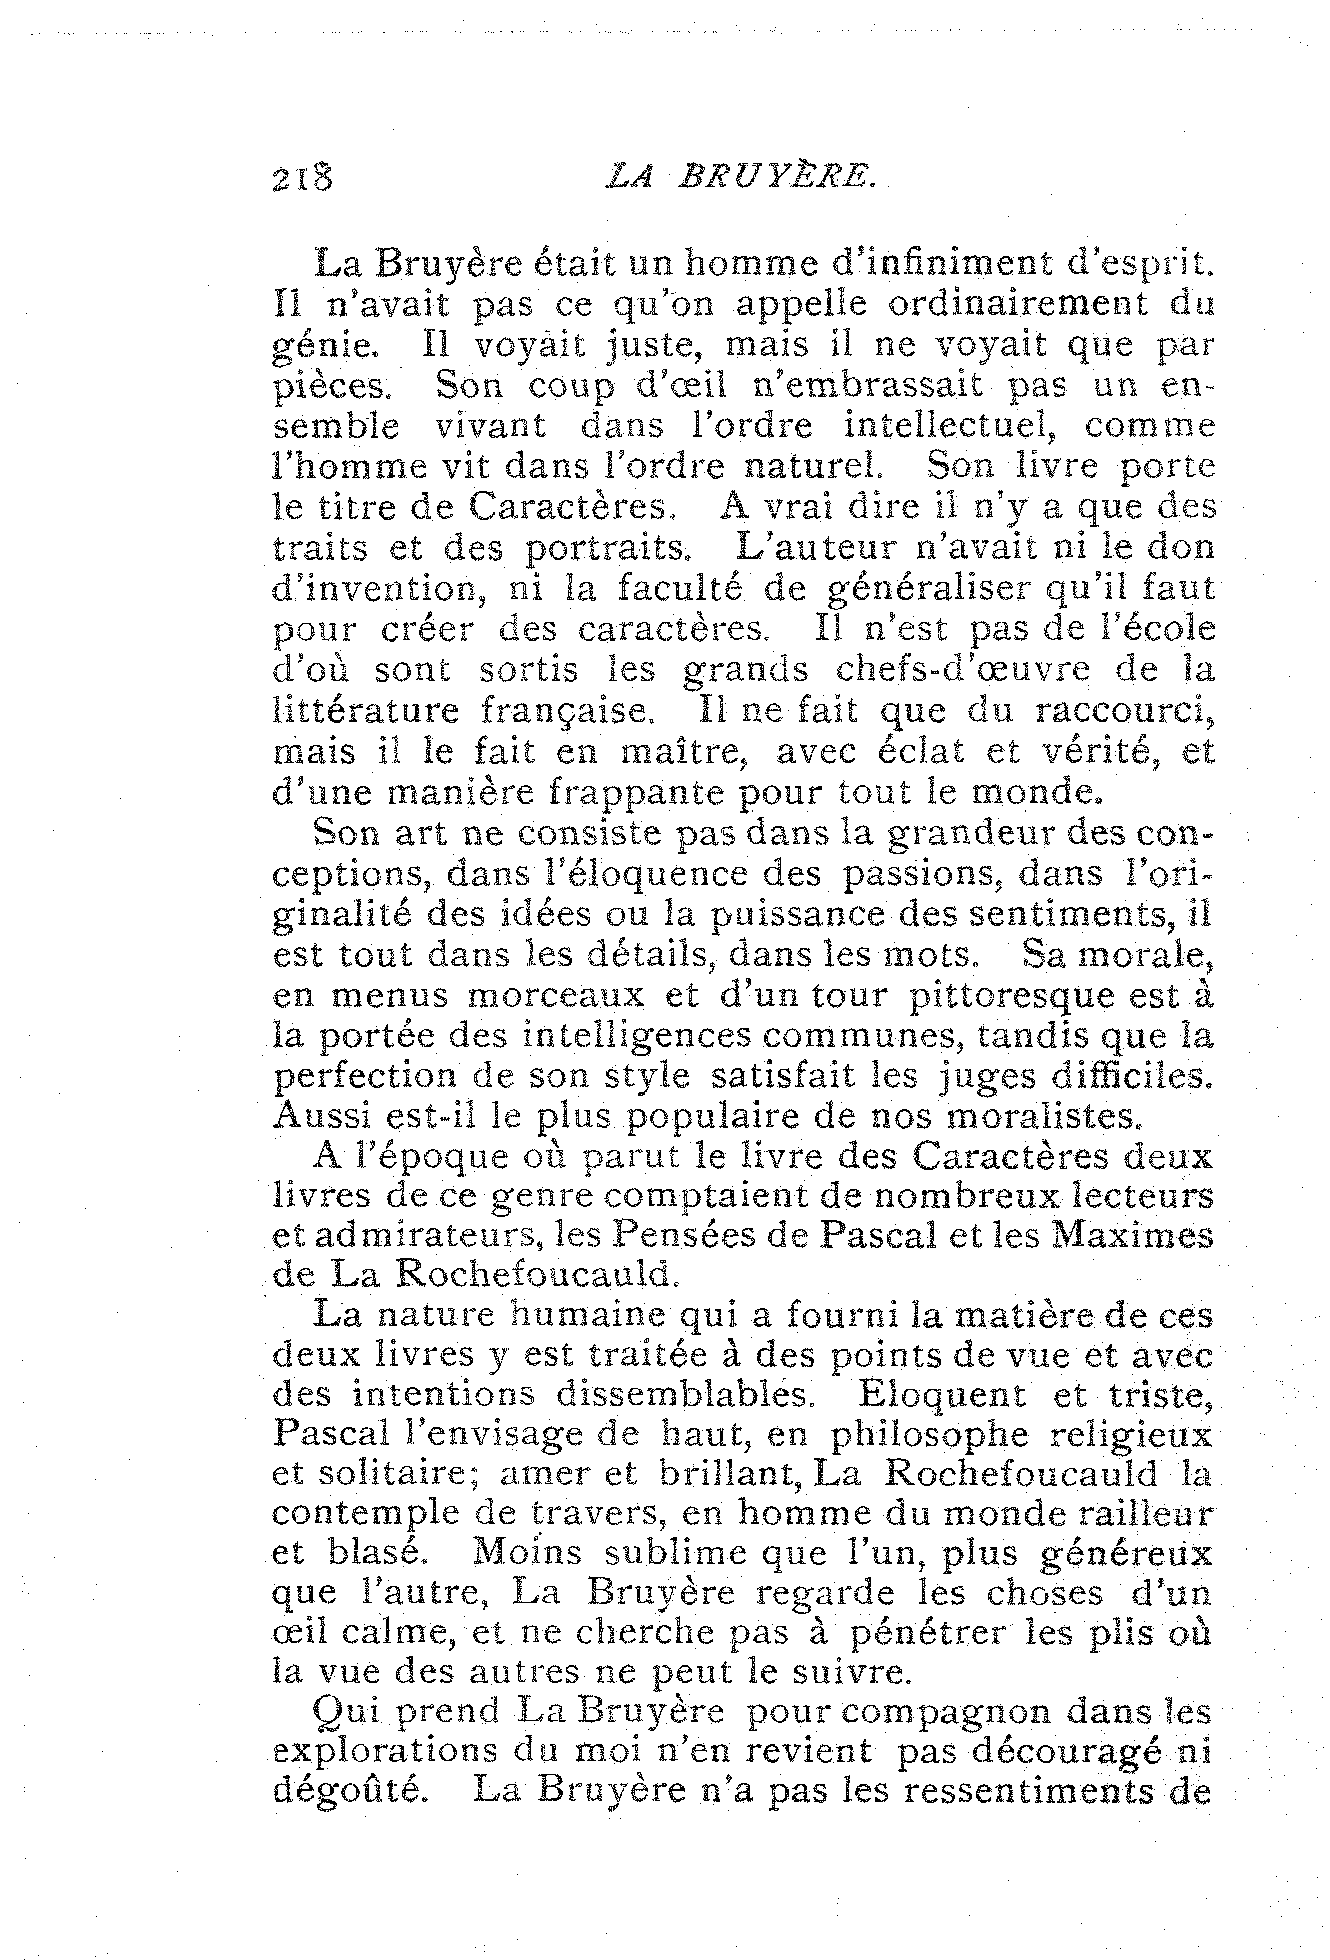 218 LA BRUYÈRE.
La Bruyère était un homme d'infiniment d'esprit.
Il n'avait pas ce qu'on appelle ordinairement du
génie. Il voyait juste, mais il ne voyait que par
pièces. Son coup d'œil n'embrassait pas un en-
semble vivant dans l'ordre intellectuel, comme
l'homme vit dans l'ordre naturel. Son livre porte
le titre de Caractères. A vrai dire il n'y a que des
traits et des portraits. L'auteur n'avait ni le don
d'invention, ni la faculté de généraliser qu'il faut
pour créer des caractères. Il n'est pas de l'école
d'où sont sortis les grands chefs-d'œuvre de la
littérature française. Il ne fait que du raccourci,
mais il le fait en maître, avec éclat et vérité, et
d'une manière frappante pour tout le monde.
Son art ne consiste pas dans la grandeur des con-
ceptions, dans l'éloquence des passions, dans l'ori-
ginalité des idées ou la puissance des sentiments, il
est tout dans les détails, dans les mots. Sa morale,
en menus morceaux et d'un tour pittoresque est à
la portée des intelligences communes, tandis que la
perfection de son style satisfait les juges difficiles.
Aussi est-il le plus populaire de nos moralistes.
A l'époque où parut le livre des Caractères deux
livres de ce genre comptaient de nombreux lecteurs
et admirateurs, les Pensées de Pascal et les Maximes
de La Rochefoucauld.
La nature humaine qui a fourni la matière de ces
deux livres y est traitée à des points de vue et avec
des intentions dissemblables. Eloquent et triste,
Pascal l'envisage de haut, en philosophe religieux
et solitaire; amer et brillant, La Rochefoucauld la
contemple de travers, en homme du monde railleur
et blasé. Moins sublime que l'un, plus généreux
que l'autre, La Bruyère regarde les choses d'un
œil calme, et ne cherche pas à pénétrer les plis où
la vue des autres ne peut le suivre.
Qui prend La Bruyère pour compagnon dans les
explorations du moi n'en revient pas découragé ni
dégoûté. La Bruyère n'a pas les ressentiments de